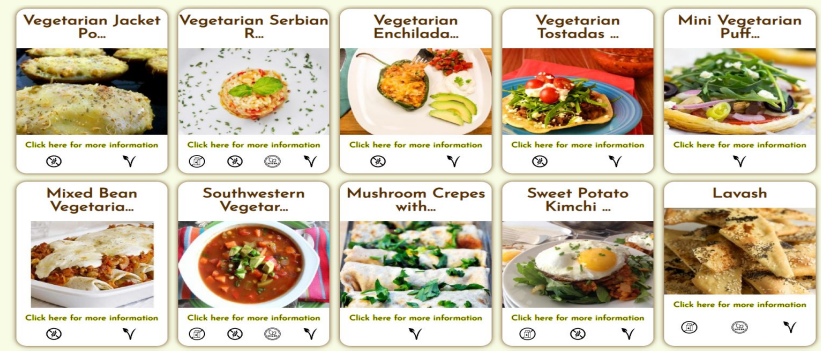 Vegetarian Jacket
Po...
Click here for more information
Vegetarian Serbian
R...
Click here for more information
Vegetarian
Enchilada...
Click here for more information
Vegetarian
Tostadas ...
Click here for more information
Mini Vegetarian
Puff...
Click here for more information
Mixed Bean
Vegetaria...
Click here for more information
Southwestern
Vegetar...
Click here for more information
Mushroom Crepes
with...
Click here for more information
Sweet Potato
Kimchi ...
Click here for more information
Lavash
Click here for more information